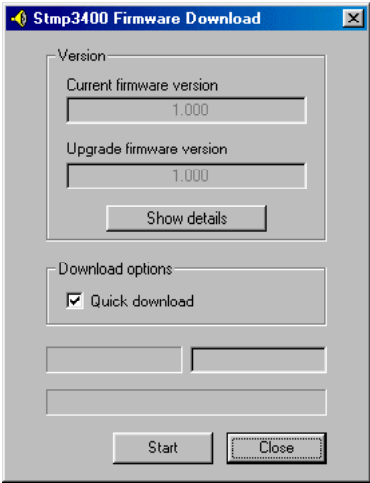 Stmp3400 Firmware Download
Version
Current firmware version
1.000
Upgrade firmware version
1.000
Show details
Download options
Quick download
Start
Close